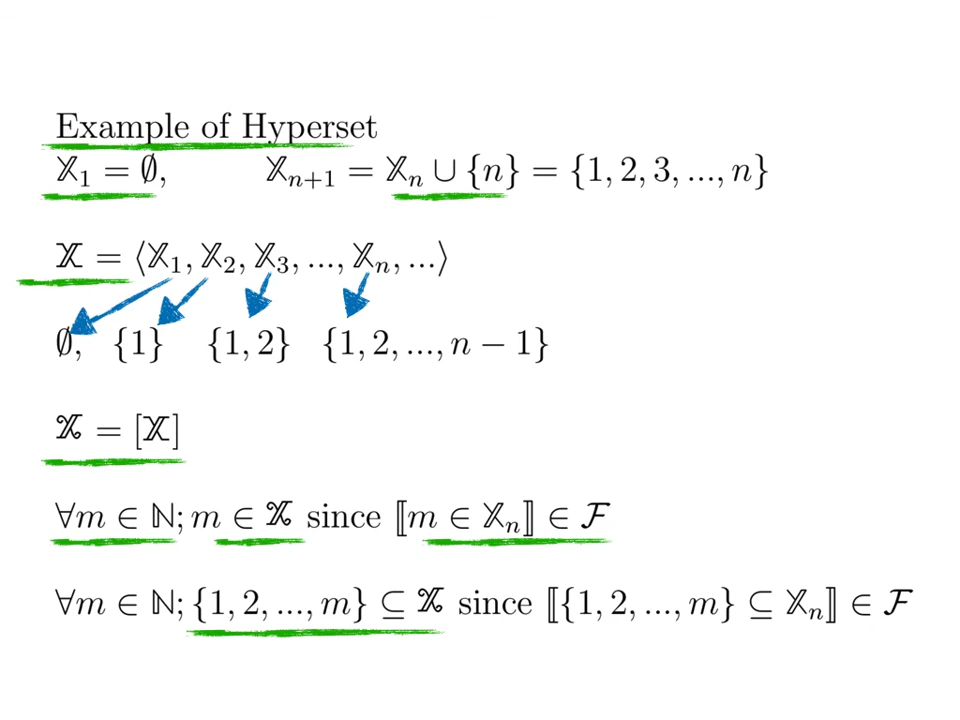 Example of Hyperset
𝕏₁ = ∅,    𝕏ₙ₊₁ = 𝕏ₙ ∪ {n} = {1, 2, 3, ..., n}
𝕏 = ⟨𝕏₁, 𝕏₂, 𝕏₃, ..., 𝕏ₙ, ...⟩
∅, {1} {1, 2} {1, 2, ..., n − 1}
𝒳 = [𝕏]
∀m ∈ ℕ; m ∈ 𝒳 since ⟦m ∈ 𝕏ₙ⟧ ∈ ℱ
∀m ∈ ℕ; {1, 2, ..., m} ⊆ 𝒳 since ⟦{1, 2, ..., m} ⊆ 𝕏ₙ⟧ ∈ ℱ